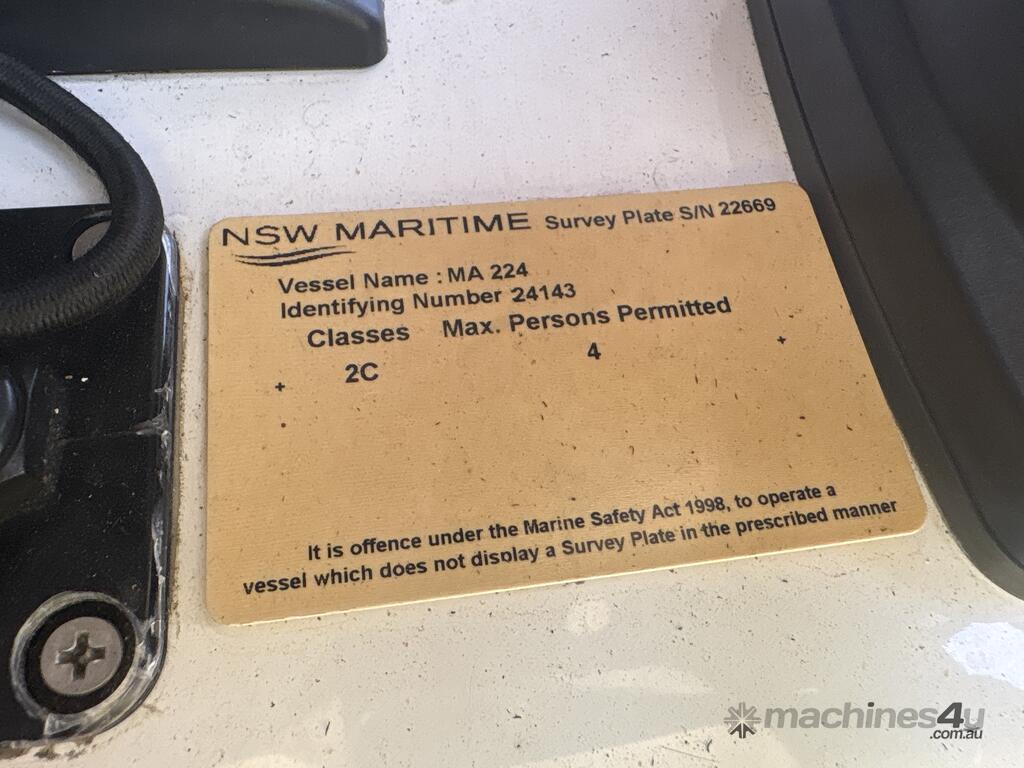 NSW MARITIME Survey Plate S/N 22669
Vessel Name : MA 224
Identifying Number 24143
Classes Max. Persons Permitted
2C 4
It is offence under the Marine Safety Act 1998, to operate a
vessel which does not display a Survey Plate in the prescribed manner
machines4u
.com.au